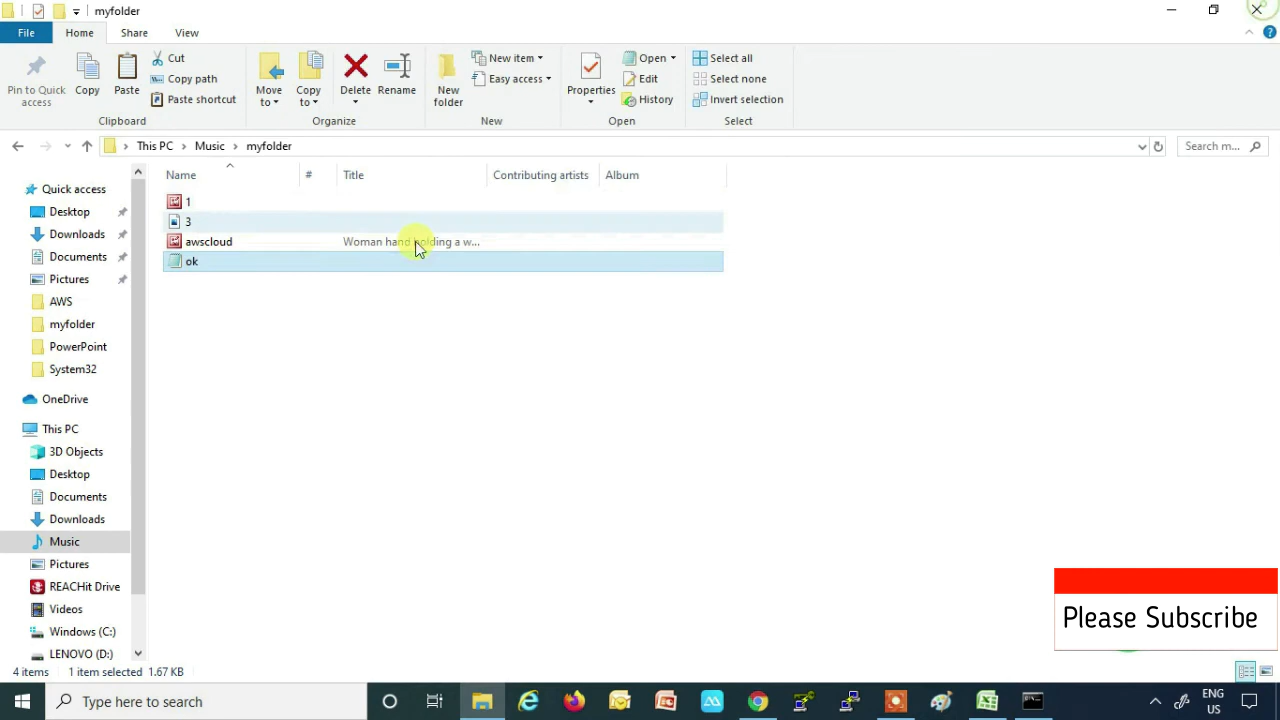 myfolder
File Home Share View
Pin to Quick access
Copy
Paste
Cut
Copy path
Paste shortcut
Clipboard
Move to
Copy to
Delete
Rename
Organize
New folder
New item
Easy access
New
Properties
Open
Edit
History
Open
Select all
Select none
Invert selection
Select
This PC > Music > myfolder
Search m...
Name # Title Contributing artists Album
1
3
awscloud Woman hand holding a w...
ok
Quick access
Desktop
Downloads
Documents
Pictures
AWS
myfolder
PowerPoint
System32
OneDrive
This PC
3D Objects
Desktop
Documents
Downloads
Music
Pictures
REACHit Drive
Videos
Windows (C:)
LENOVO (D:)
Please Subscribe
4 items 1 item selected 1.67 KB
Type here to search
ENG
US